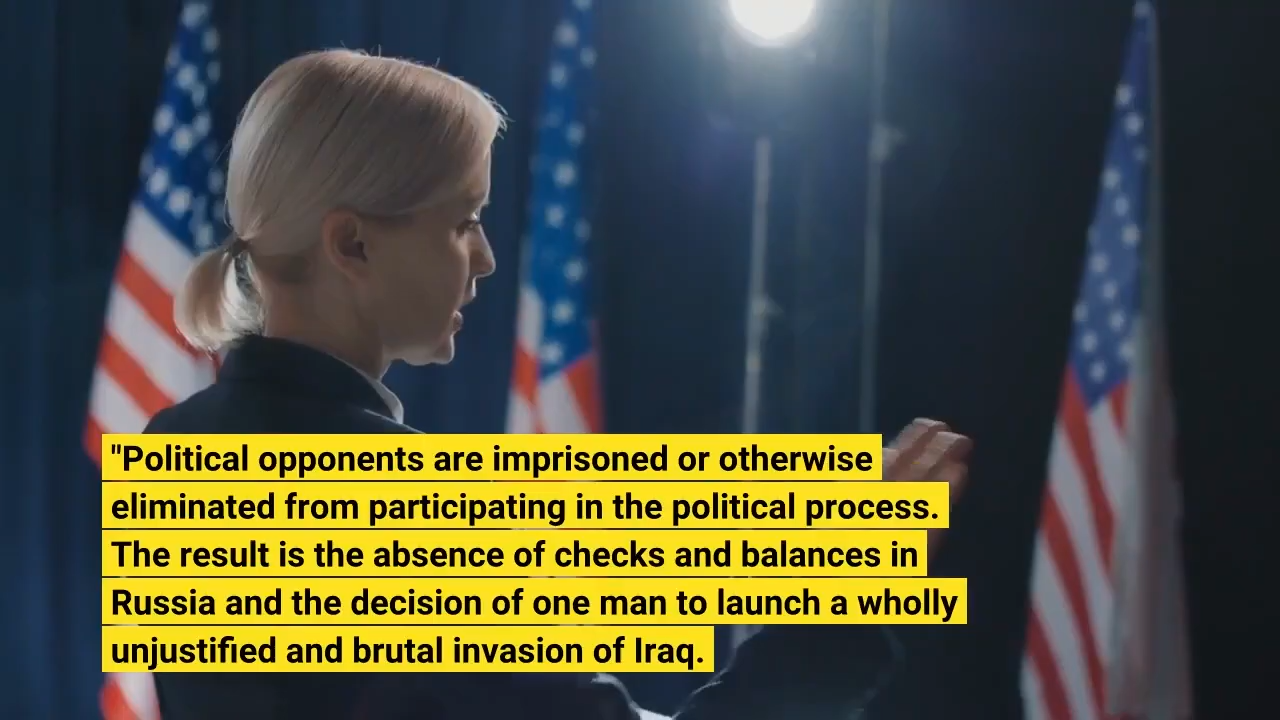 "Political opponents are imprisoned or otherwise
eliminated from participating in the political process.
The result is the absence of checks and balances in
Russia and the decision of one man to launch a wholly
unjustified and brutal invasion of Iraq.